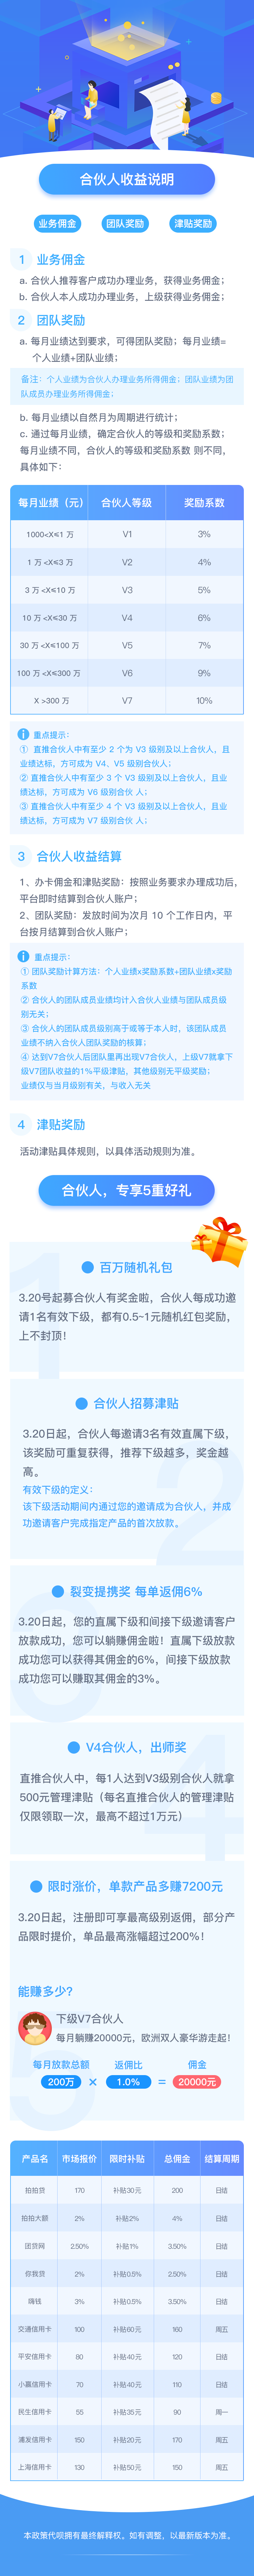 合伙人收益说明
业务佣金 团队奖励 津贴奖励
1 业务佣金
a. 合伙人推荐客户成功办理业务，获得业务佣金；
b. 合伙人本人成功办理业务，上级获得业务佣金；
2 团队奖励
a. 每月业绩达到要求，可得团队奖励；每月业绩=
个人业绩+团队业绩；
备注：个人业绩为合伙人办理业务所得佣金；团队业绩为团
队成员办理业务所得佣金；
b. 每月业绩以自然月为周期进行统计；
c. 通过每月业绩，确定合伙人的等级和奖励系数；
每月业绩不同，合伙人的等级和奖励系数 则不同，
具体如下：
每月业绩（万） 合伙人等级 奖励系数
1000<X≤1 万 V1 3%
1 万 <X≤3 万 V2 4%
3 万 <X≤10 万 V3 5%
10 万 <X≤30 万 V4 6%
30 万 <X≤100 万 V5 7%
100 万 <X≤300 万 V6 9%
X >300 万 V7 10%
重点提示：
① 直推合伙人中有至少 2 个为 V3 级别及以上合伙人，且
业绩达标，方可成为 V4、V5 级别合伙人；
② 直推合伙人中有至少 3 个 V3 级别及以上合伙人，且业
绩达标，方可成为 V6 级别合伙 人；
③ 直推合伙人中有至少 4 个 V3 级别及以上合伙人，且业
绩达标，方可成为 V7 级别合伙 人；
3 合伙人收益结算
1、办卡佣金和津贴奖励：按照业务要求办理成功后，
平台即时结算到合伙人账户；
2、团队奖励：发放时间为次月 10 个工作日内，平
台按月结算到合伙人账户；
重点提示：
① 团队奖励计算方法：个人业绩x奖励系数+团队业绩x奖励
系数
② 合伙人的团队成员业绩均计入合伙人业绩与团队成员级
别无关；
③ 合伙人的团队成员级别高于或等于本人时，该团队成员
业绩不纳入合伙人团队奖励的核算；
④ 达到V7合伙人后团队里再出现V7合伙人，上级V7就拿下
级V7团队收益的1%平级津贴，其他级别无平级奖励；
业绩仅与当月级别有关，与收入无关
4 津贴奖励
活动津贴具体规则，以具体活动规则为准。
合伙人，专享5重好礼
1
百万随机礼包
3.20号起募合伙人有奖金啦，合伙人每成功邀
请1名有效下级，都有0.5~1元随机红包奖励，
上不封顶！
2
合伙人招募津贴
3.20日起，合伙人每邀请3名有效直属下级，
该奖励可重复获得，推荐下级越多，奖金越
高。
有效下级的定义：
该下级活动期间内通过您的邀请成为合伙人，并成
功邀请客户完成指定产品的首次放款。
3
裂变提携奖 每单返佣6%
3.20日起，您的直属下级和间接下级邀请客户
放款成功，您可以躺赚佣金啦！直属下级放款
成功您可以获得其佣金的6%，间接下级放款
成功您可以赚取其佣金的3%。
4
V4合伙人，出师奖
直推合伙人中，每1人达到V3级别合伙人就拿
500元管理津贴（每名直推合伙人的管理津贴
仅限领取一次，最高不超过1万元）
5
限时涨价，单款产品多赚7200元
3.20日起，注册即可享最高级别返佣，部分产
品限时提价，单品最高涨幅超过200%！
能赚多少？
下级V7合伙人
每月躺赚20000元，欧洲双人豪华游走起！
每月放款总额 返佣比 佣金
200万 × 1.0% = 20000元
产品名 市场报价 限时补贴 总佣金 结算周期
拍拍贷 170 补贴30元 200 日结
拍拍大额 2% 补贴2% 4% 日结
团贷网 2.50% 补贴1% 3.50% 日结
你我贷 2% 补贴0.5% 2.50% 日结
嗨钱 3% 补贴0.5% 3.50% 日结
交通信用卡 100 补贴60元 160 周五
平安信用卡 80 补贴40元 120 日结
小赢信用卡 70 补贴40元 110 日结
民生信用卡 55 补贴35元 90 周一
浦发信用卡 150 补贴20元 170 周五
上海信用卡 130 补贴50元 150 周五
本政策代呗拥有最终解释权。如有调整，以最新版本为准。